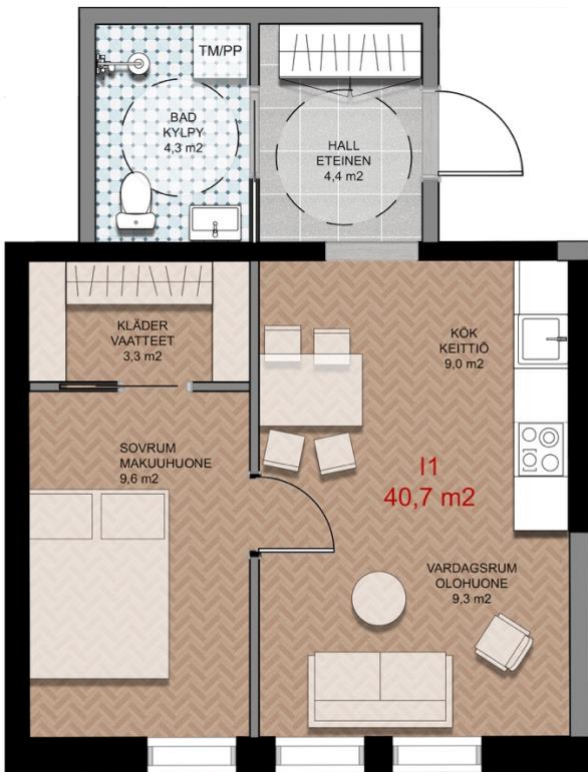 TM/PP
BAD
KYLPY
4,3 m2
HALL
ETEINEN
4,4 m2
KLÄDER
VAATTEET
3,3 m2
KÖK
KEITTIÖ
9,0 m2
SOVRUM
MAKUUHUONE
9,6 m2
I1
40,7 m2
VARDAGSRUM
OLOHUONE
9,3 m2